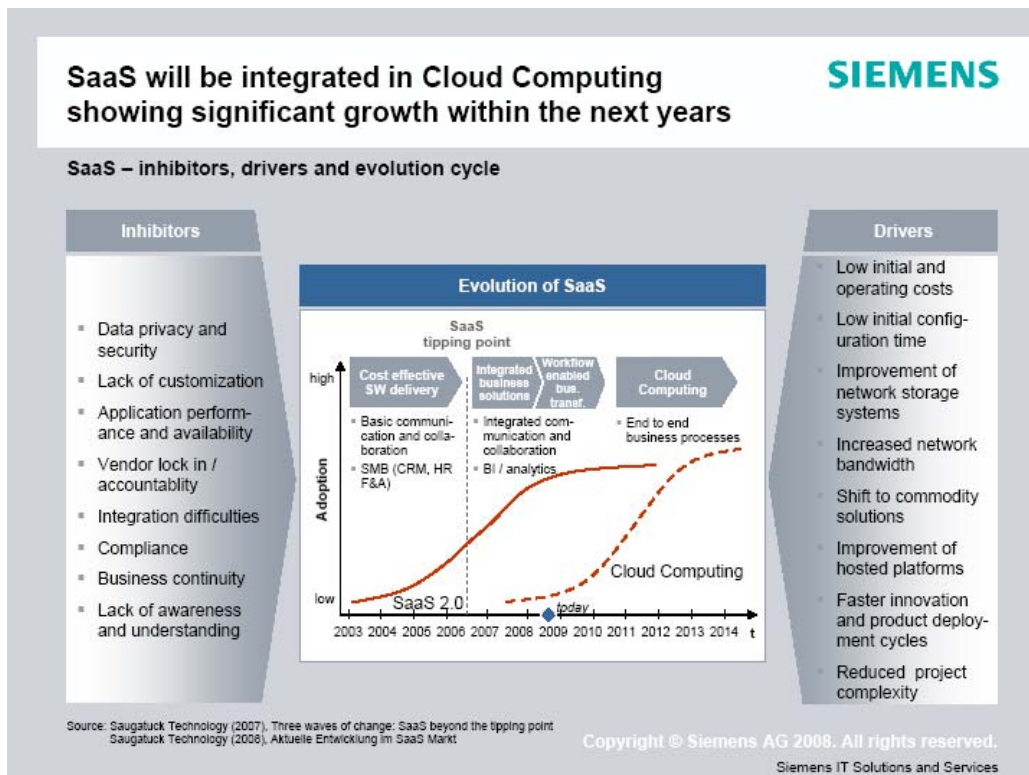 SaaS will be integrated in Cloud Computing
showing significant growth within the next years
SIEMENS
SaaS – inhibitors, drivers and evolution cycle
Inhibitors
Data privacy and
security
Lack of customization
Application perform-
ance and availability
Vendor lock in /
accountablity
Integration difficulties
Compliance
Business continuity
Lack of awareness
and understanding
Evolution of SaaS
SaaS
tipping point
high
Cost effective
SW delivery
Integrated
business
solutions
Workflow
enabled
bus.
transf.
Cloud
Computing
Basic communi-
cation and colla-
boration
SMB (CRM, HR
F&A)
Integrated com-
munication and
collaboration
BI / analytics
End to end
business processes
Adoption
Cloud Computing
low
SaaS 2.0
today
2003 2004 2005 2006 2007 2008 2009 2010 2011 2012 2013 2014 t
Drivers
Low initial and
operating costs
Low initial config-
uration time
Improvement of
network storage
systems
Increased network
bandwidth
Shift to commodity
solutions
Improvement of
hosted platforms
Faster innovation
and product deploy-
ment cycles
Reduced project
complexity
Source: Saugatuck Technology (2007), Three waves of change: SaaS beyond the tipping point
Saugatuck Technology (2008), Aktuelle Entwicklung im SaaS Markt
Copyright © Siemens AG 2008. All rights reserved.
Siemens IT Solutions and Services